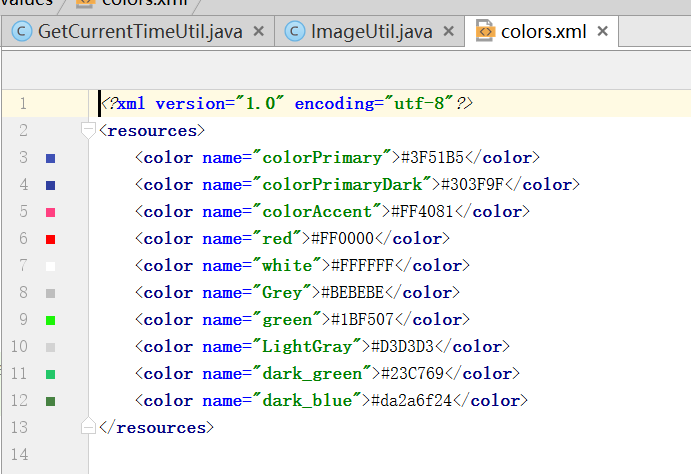 values colors.xml
GetCurrentTimeUtil.java ImageUtil.java colors.xml
1 <?xml version="1.0" encoding="utf-8"?>
2 <resources>
3 <color name="colorPrimary">#3F51B5</color>
4 <color name="colorPrimaryDark">#303F9F</color>
5 <color name="colorAccent">#FF4081</color>
6 <color name="red">#FF0000</color>
7 <color name="white">#FFFFFF</color>
8 <color name="Grey">#BEBEBE</color>
9 <color name="green">#1BF507</color>
10 <color name="LightGray">#D3D3D3</color>
11 <color name="dark_green">#23C769</color>
12 <color name="dark_blue">#da2a6f24</color>
13 </resources>
14